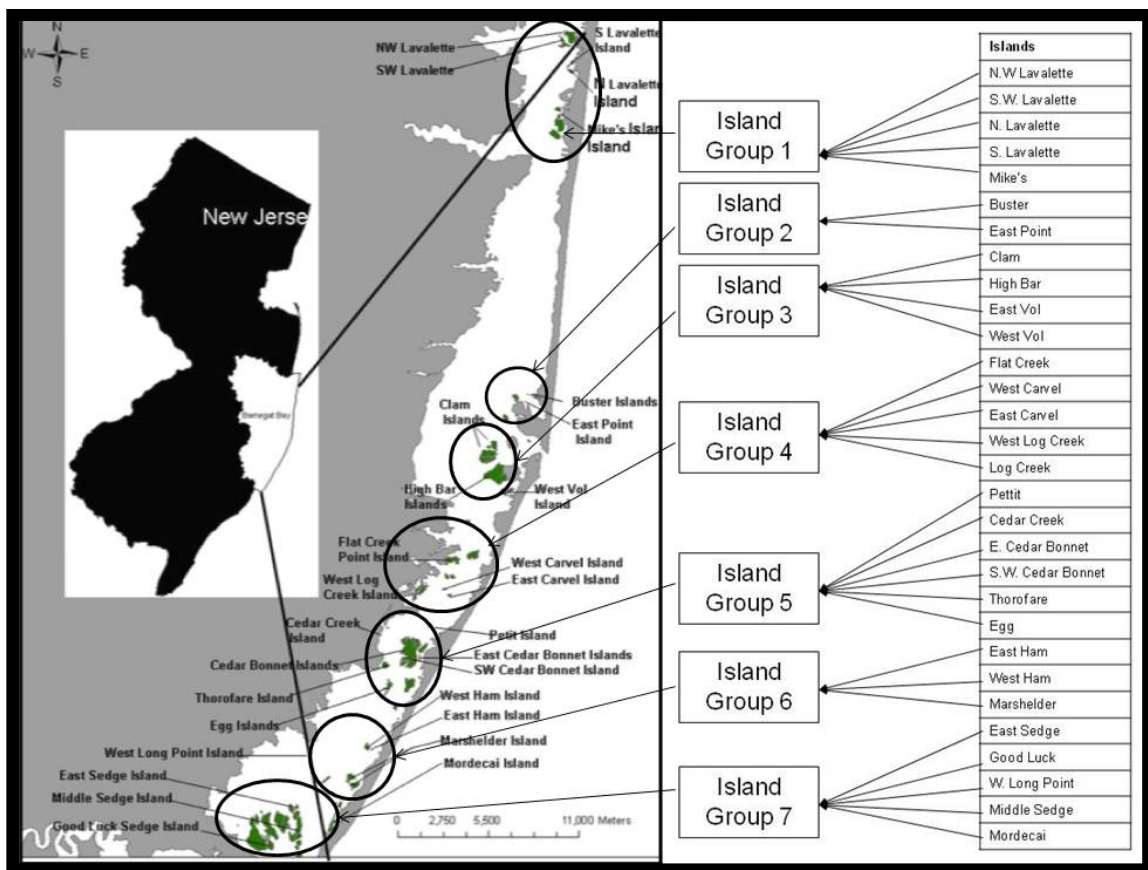 N
W
E
S
NW Lavalette
SW Lavalette
S Lavalette
Island
N Lavalette
Island
Mike's Islan
Island
New Jerse
Barnegat Bay
Clam
Islands
Buster Islands
East Point
Island
High Bar
Islands
West Vol
Island
Flat Creek
Point Island
West Log
Creek Island
West Carvel Island
East Carvel Island
Cedar Creek
Island
Petit Island
Cedar Bonnet Islands
East Cedar Bonnet Islands
SW Cedar Bonnet Island
Thorofare Island
Egg Islands
West Ham Island
East Ham Island
West Long Point Island
Marshelder Island
Mordecai Island
East Sedge Island
Middle Sedge Island
Good Luck Sedge Island
0 2,750 5,500 11,000 Meters
Island
Group 1
Island
Group 2
Island
Group 3
Island
Group 4
Island
Group 5
Island
Group 6
Island
Group 7
Islands
N.W Lavalette
S.W. Lavalette
N. Lavalette
S. Lavalette
Mike's
Buster
East Point
Clam
High Bar
East Vol
West Vol
Flat Creek
West Carvel
East Carvel
West Log Creek
Log Creek
Pettit
Cedar Creek
E. Cedar Bonnet
S.W. Cedar Bonnet
Thorofare
Egg
East Ham
West Ham
Marshelder
East Sedge
Good Luck
W. Long Point
Middle Sedge
Mordecai